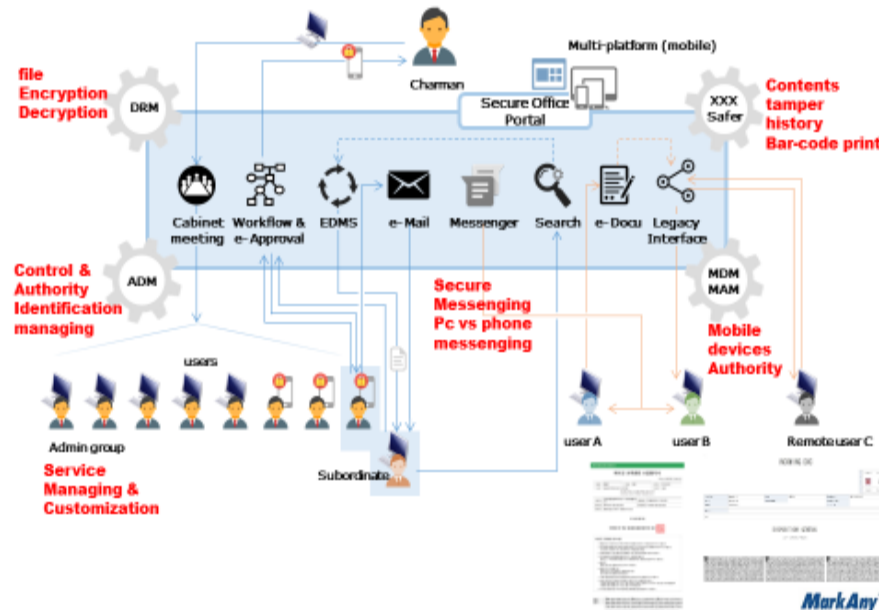 Charman
Multi-platform (mobile)
file
Encryption
Decryption
DRM
Secure Office
Portal
XXX
Safer
Contents
tamper
history
Bar-code print
Cabinet
meeting
Workflow &
e-Approval
EDMS
e-Mail
Messenger
Search
e-Docu
Legacy
Interface
ADM
MDM
MAM
Control &
Authority
Identification
managing
Secure
Messenging
Pc vs phone
messenging
Mobile
devices
Authority
users
Admin group
Service
Managing &
Customization
Subordinate
user A
user B
Remote user C
MarkAny